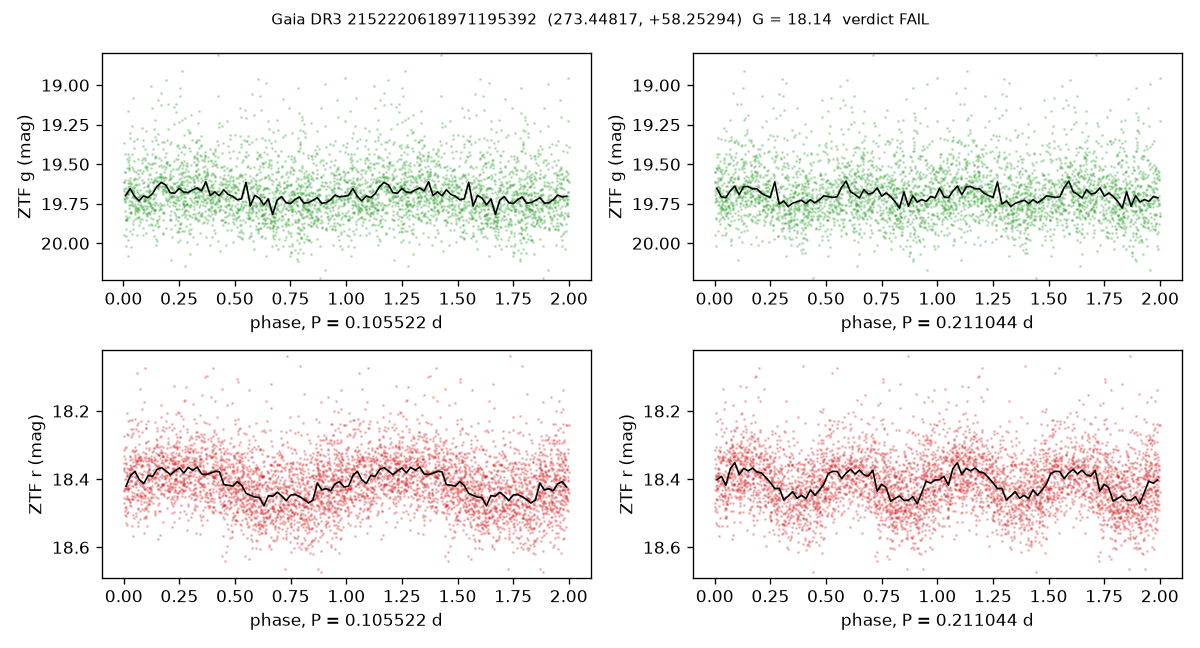 Gaia DR3 2152220618971195392 (273.44817, +58.25294) G = 18.14 verdict FAIL
ZTF g (mag)
19.00
19.25
19.50
19.75
20.00
0.00 0.25 0.50 0.75 1.00 1.25 1.50 1.75 2.00
phase, P = 0.105522 d
ZTF g (mag)
19.00
19.25
19.50
19.75
20.00
0.00 0.25 0.50 0.75 1.00 1.25 1.50 1.75 2.00
phase, P = 0.211044 d
ZTF r (mag)
18.2
18.4
18.6
0.00 0.25 0.50 0.75 1.00 1.25 1.50 1.75 2.00
phase, P = 0.105522 d
ZTF r (mag)
18.2
18.4
18.6
0.00 0.25 0.50 0.75 1.00 1.25 1.50 1.75 2.00
phase, P = 0.211044 d